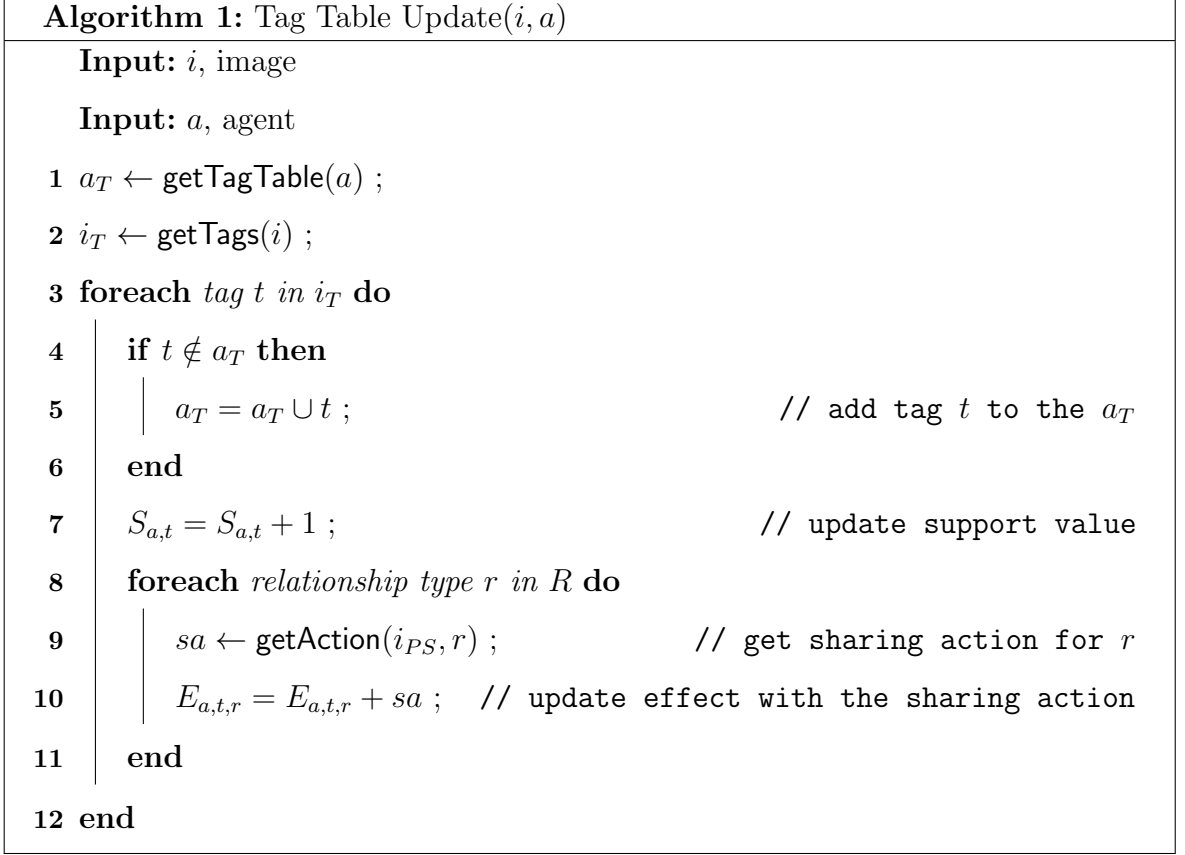 Algorithm 1: Tag Table Update(i, a)
Input: i, image
Input: a, agent
1 a_T ← getTagTable(a) ;
2 i_T ← getTags(i) ;
3 foreach tag t in i_T do
4 if t ∉ a_T then
5 a_T = a_T ∪ t ; // add tag t to the a_T
6 end
7 S_{a,t} = S_{a,t} + 1 ; // update support value
8 foreach relationship type r in R do
9 sa ← getAction(i_{PS}, r) ; // get sharing action for r
10 E_{a,t,r} = E_{a,t,r} + sa ; // update effect with the sharing action
11 end
12 end